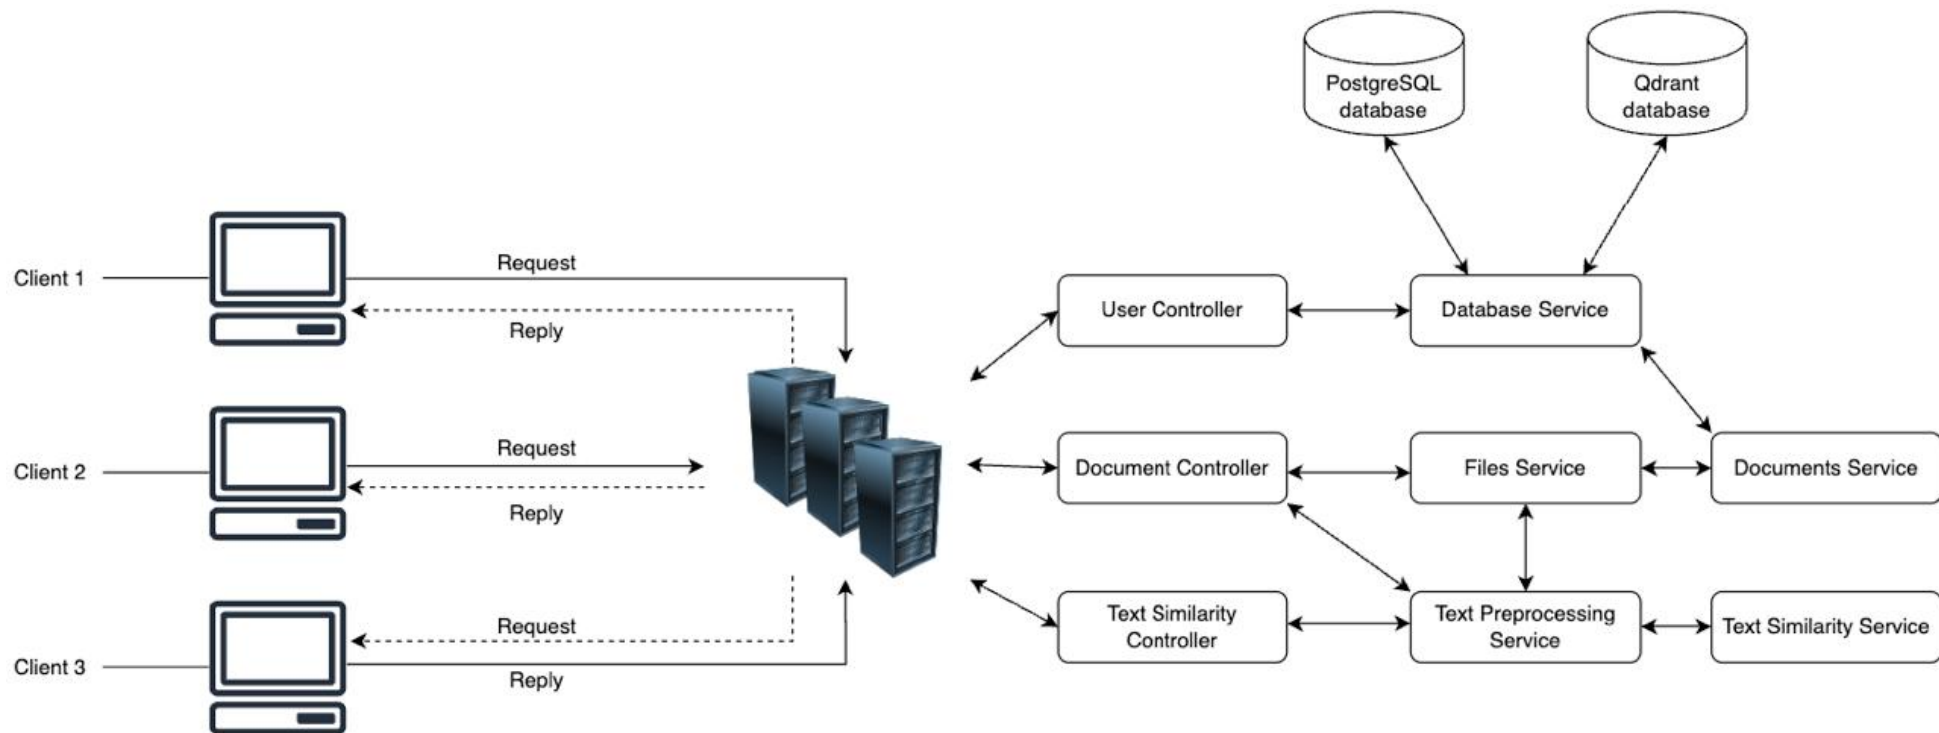 PostgreSQL
database
Qdrant
database
Client 1
Request
Reply
User Controller
Database Service
Client 2
Request
Reply
Document Controller
Files Service
Documents Service
Client 3
Request
Reply
Text Similarity
Controller
Text Preprocessing
Service
Text Similarity Service